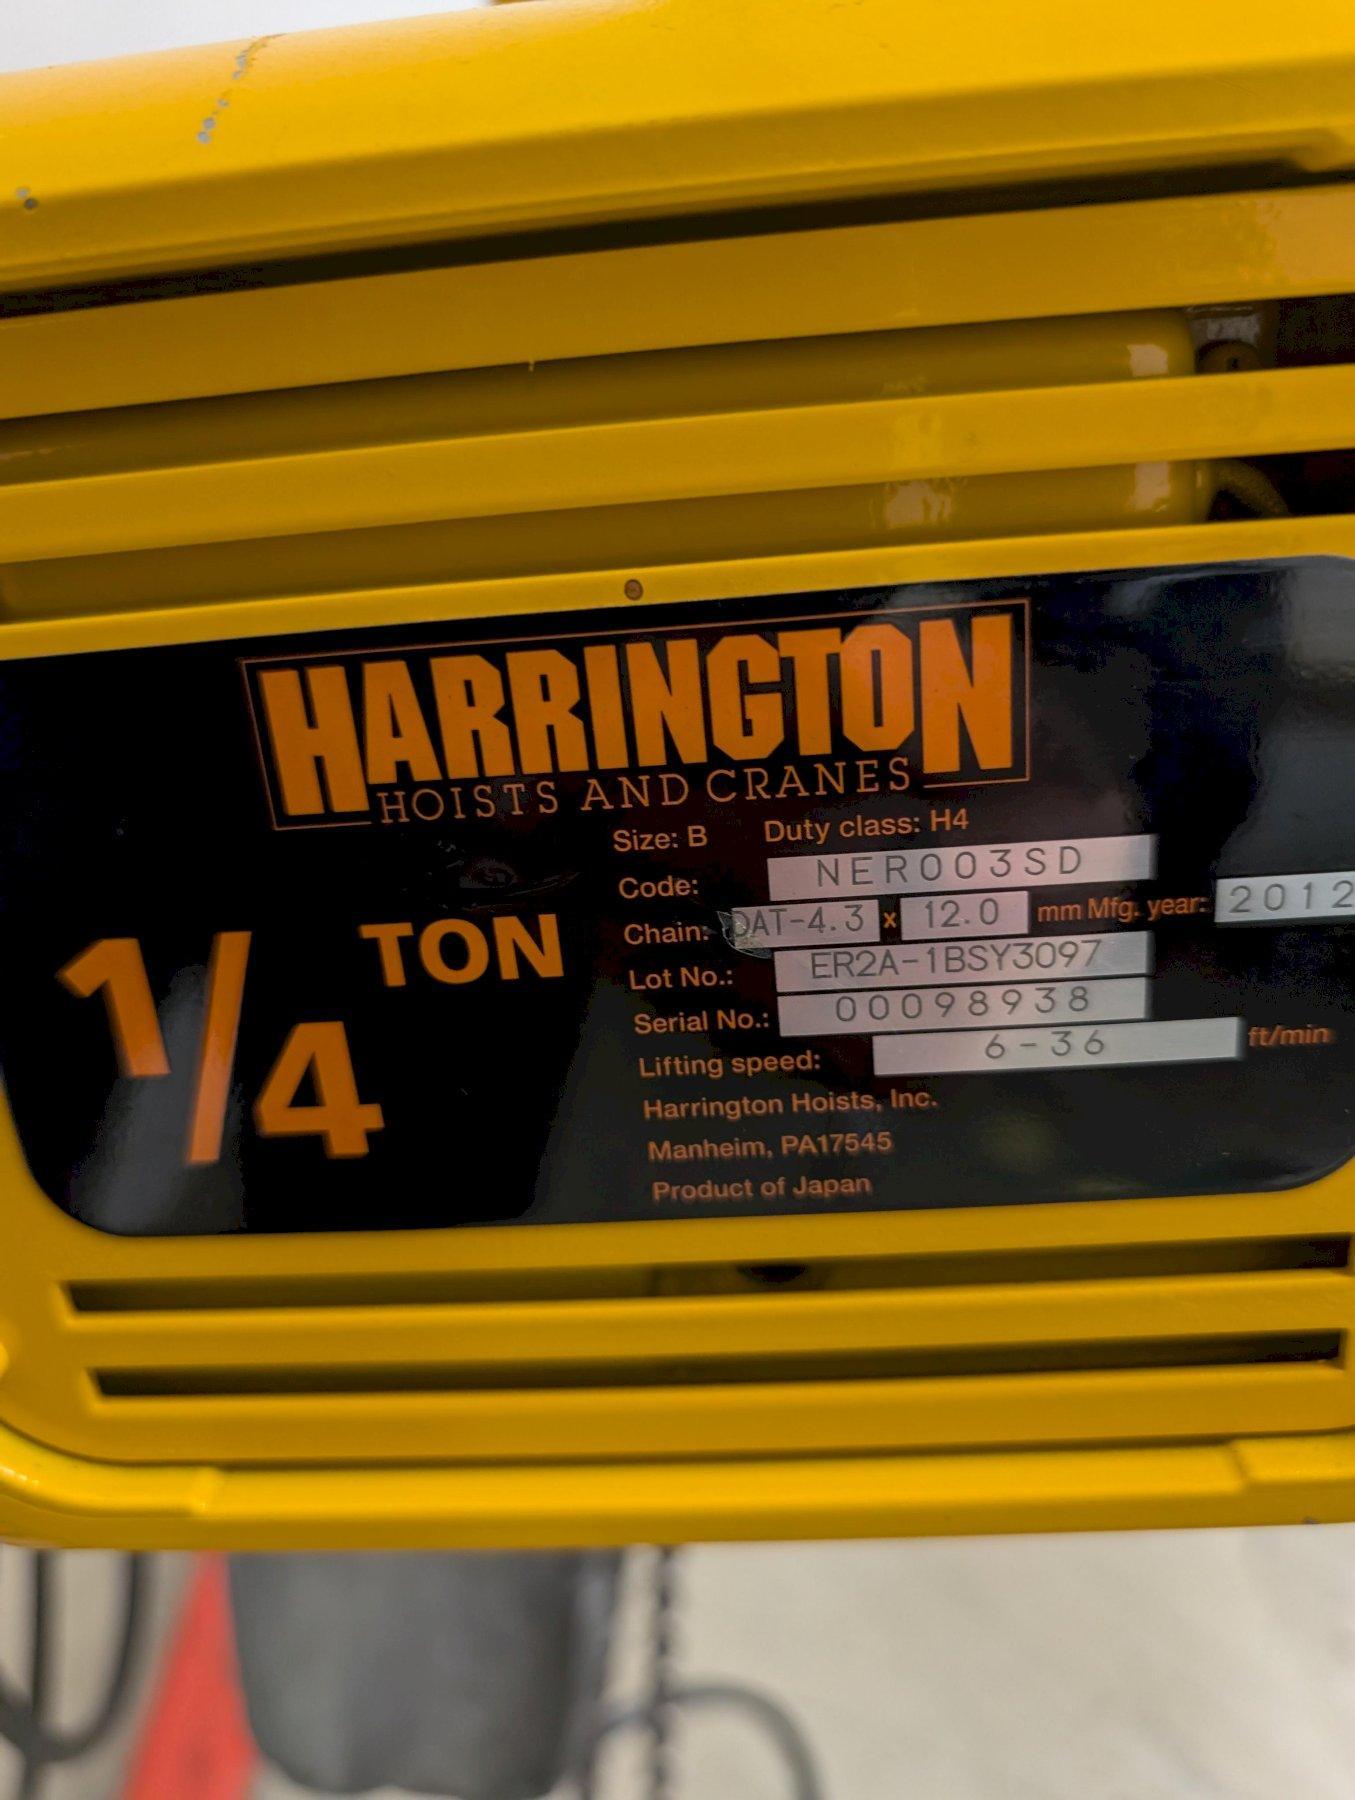 HARRINGTON
HOISTS AND CRANES
1/4 TON
Size: B Duty class: H4
Code: NER003SD
Chain: DAT-4.3 x 12.0 mm Mfg. year: 2012
Lot No.: ER2A-1BSY3097
Serial No.: 00098938
Lifting speed: 6-36 ft/min
Harrington Hoists, Inc.
Manheim, PA17545
Product of Japan